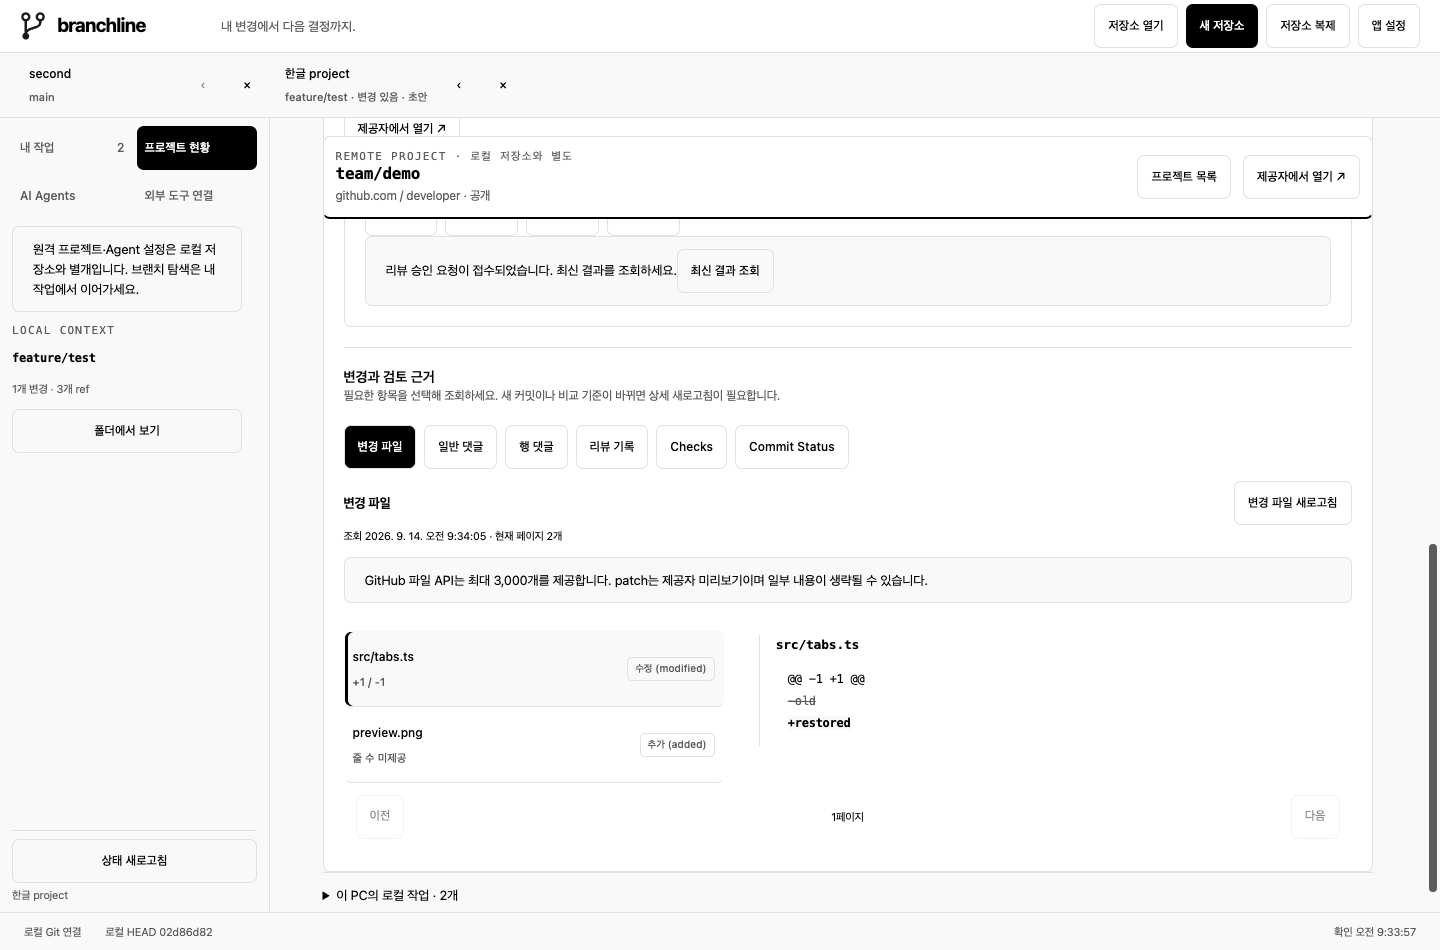 branchline
내 변경에서 다음 결정까지.
저장소 열기
새 저장소
저장소 복제
앱 설정
second
main
‹
×
한글 project
feature/test · 변경 있음 · 초안
‹
×
내 작업 2
프로젝트 현황
AI Agents
외부 도구 연결
원격 프로젝트·Agent 설정은 로컬 저
장소와 별개입니다. 브랜치 탐색은 내
작업에서 이어가세요.
LOCAL CONTEXT
feature/test
1개 변경 · 3개 ref
폴더에서 보기
상태 새로고침
한글 project
제공자에서 열기 ↗
REMOTE PROJECT · 로컬 저장소와 별도
team/demo
github.com / developer · 공개
프로젝트 목록
제공자에서 열기 ↗
리뷰 승인 요청이 접수되었습니다. 최신 결과를 조회하세요.
최신 결과 조회
변경과 검토 근거
필요한 항목을 선택해 조회하세요. 새 커밋이나 비교 기준이 바뀌면 상세 새로고침이 필요합니다.
변경 파일
일반 댓글
행 댓글
리뷰 기록
Checks
Commit Status
변경 파일
변경 파일 새로고침
조회 2026. 9. 14. 오전 9:34:05 · 현재 페이지 2개
GitHub 파일 API는 최대 3,000개를 제공합니다. patch는 제공자 미리보기이며 일부 내용이 생략될 수 있습니다.
src/tabs.ts
+1 / -1
수정 (modified)
preview.png
줄 수 미제공
추가 (added)
src/tabs.ts
@@ −1 +1 @@
−old
+restored
이전
1페이지
다음
▶ 이 PC의 로컬 작업 · 2개
로컬 Git 연결
로컬 HEAD 02d86d82
확인 오전 9:33:57